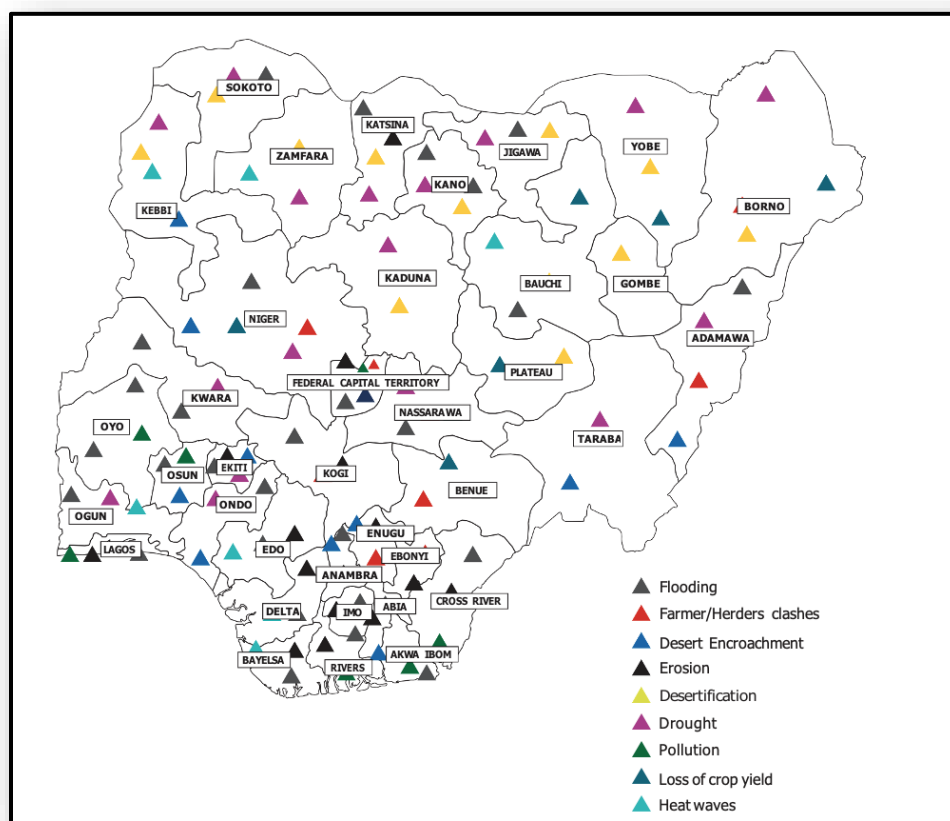 SOKOTO
KATSINA
ZAMFARA
JIGAWA
YOBE
KANO
KEBBI
BORNO
KADUNA
BAUCHI
GOMBE
NIGER
ADAMAWA
PLATEAU
FEDERAL CAPITAL TERRITORY
KWARA
NASSARAWA
OYO
TARABA
EKITI
OSUN
KOGI
BENUE
ONDO
OGUN
ENUGU
LAGOS
EDO
EBONYI
ANAMBRA
CROSS RIVER
DELTA
IMO
ABIA
BAYELSA
RIVERS
AKWA IBOM
Flooding
Farmer/Herders clashes
Desert Encroachment
Erosion
Desertification
Drought
Pollution
Loss of crop yield
Heat waves